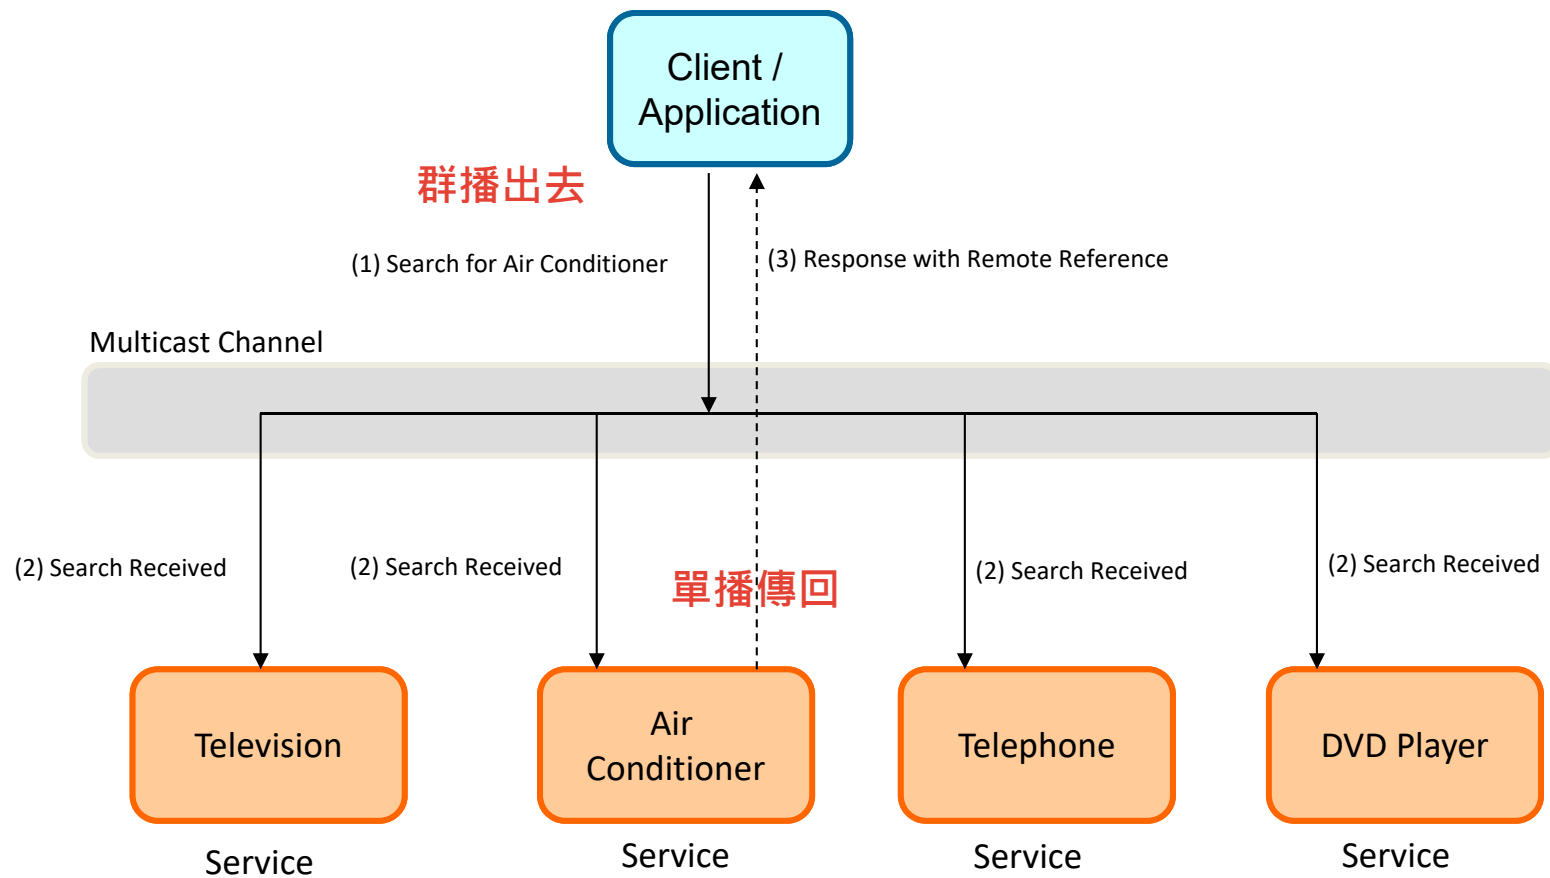 Client /
Application
群播出去
(1) Search for Air Conditioner
(3) Response with Remote Reference
Multicast Channel
(2) Search Received
(2) Search Received
(2) Search Received
(2) Search Received
單播傳回
Television
Air
Conditioner
Telephone
DVD Player
Service
Service
Service
Service